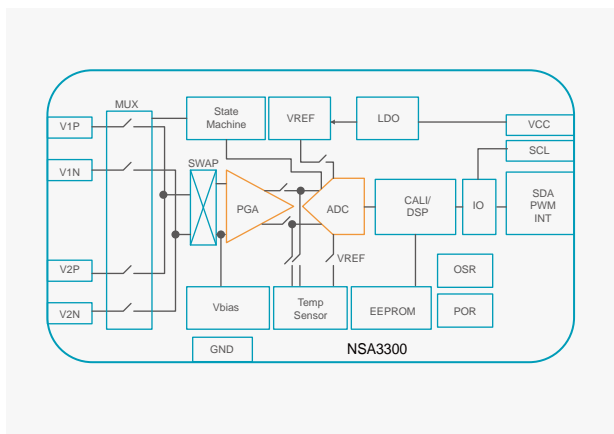 MUX
State
Machine
VREF
LDO
V1P
VCC
SCL
V1N
SWAP
PGA
ADC
CALI/
DSP
IO
SDA
PWM
INT
VREF
V2P
OSR
V2N
Vbias
Temp
Sensor
EEPROM
POR
GND
NSA3300